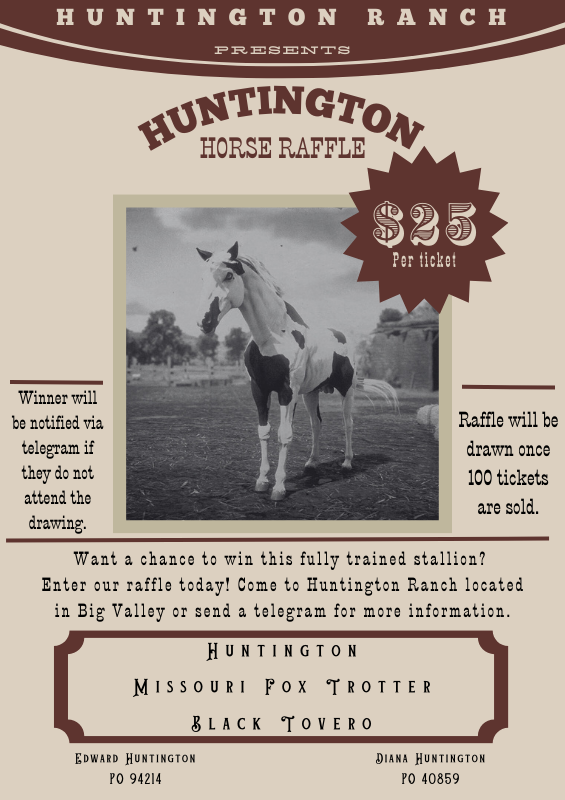 HUNTINGTON RANCH
PRESENTS
HUNTINGTON
HORSE RAFFLE
$25
Per ticket
Winner will
be notified via
telegram if
they do not
attend the
drawing.
Raffle will be
drawn once
100 tickets
are sold.
Want a chance to win this fully trained stallion?
Enter our raffle today! Come to Huntington Ranch located
in Big Valley or send a telegram for more information.
Huntington
Missouri Fox Trotter
Black Tovero
Edward Huntington
PO 94214
Diana Huntington
PO 40859